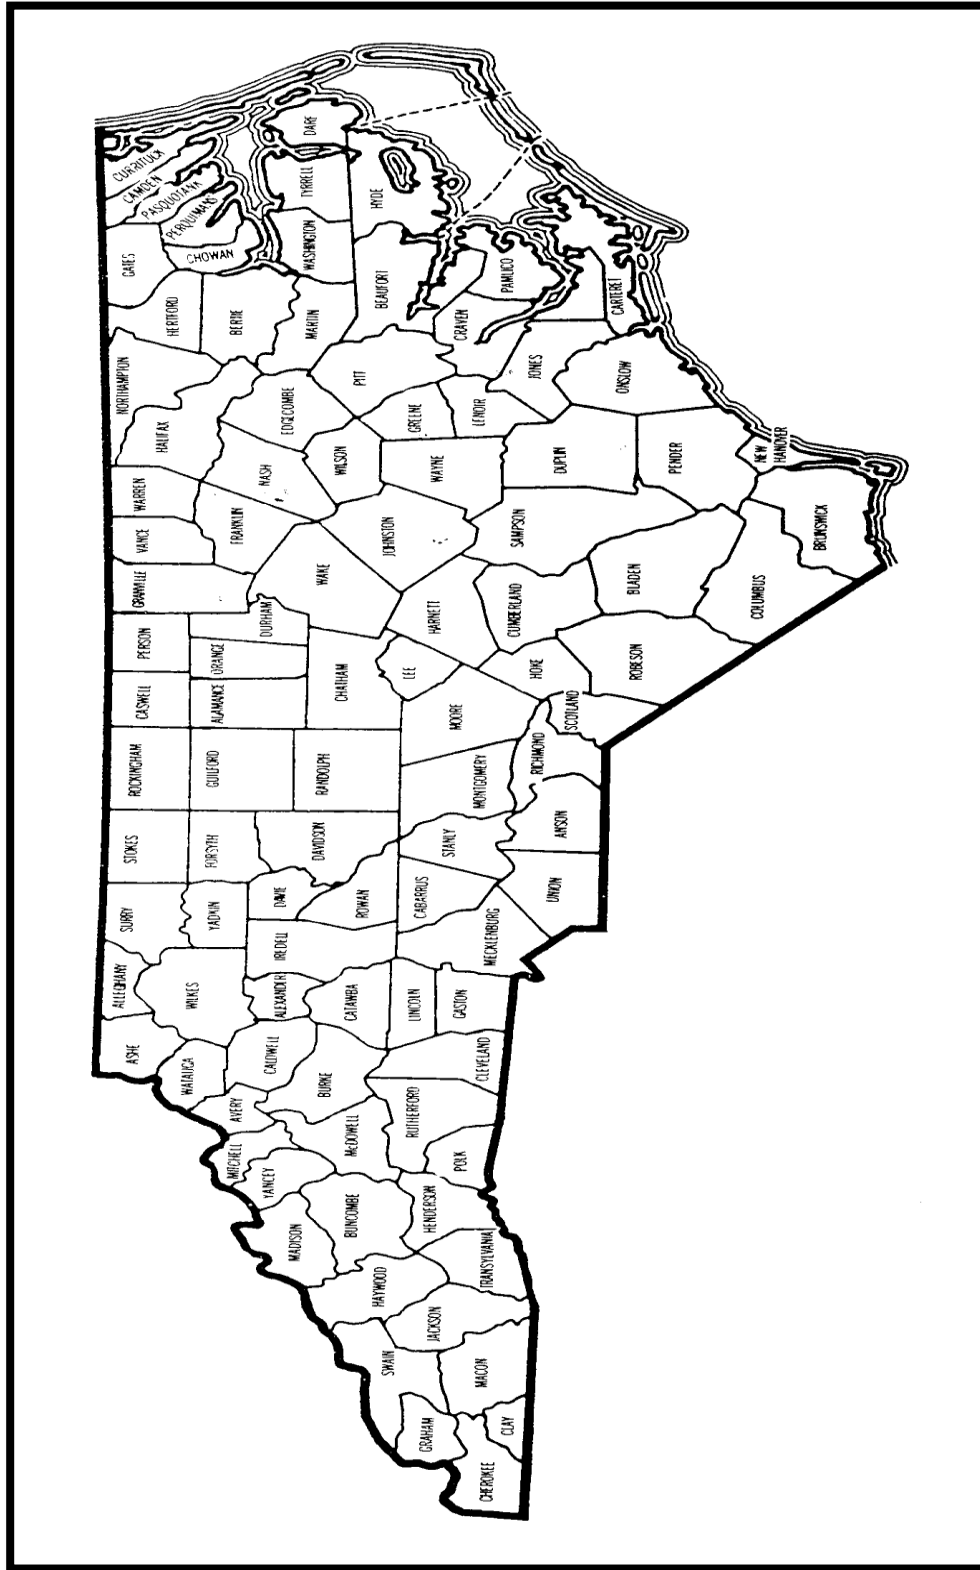 CURRITUCK
CAMDEN
PASQUOTANK
PERQUIMANS
CHOWAN
GATES
HERTFORD
BERTIE
NORTHAMPTON
HALIFAX
WARREN
VANCE
GRANVILLE
PERSON
CASWELL
ROCKINGHAM
STOKES
SURRY
ALLEGHANY
ASHE
DARE
TYRRELL
WASHINGTON
MARTIN
EDGECOMBE
NASH
FRANKLIN
DURHAM
ORANGE
ALAMANCE
GUILFORD
FORSYTH
YADKIN
WILKES
WATAUGA
HYDE
BEAUFORT
PITT
WILSON
WAKE
CHATHAM
RANDOLPH
DAVIDSON
DAVIE
ROWAN
IREDELL
ALEXANDER
CATAWBA
CALDWELL
BURKE
AVERY
MITCHELL
YANCEY
McDOWELL
MADISON
BUNCOMBE
HAYWOOD
SWAIN
PAMLICO
CRAVEN
GREENE
LENOIR
WAYNE
JOHNSTON
HARNETT
LEE
MOORE
MONTGOMERY
STANLY
CABARRUS
MECKLENBURG
LINCOLN
GASTON
CLEVELAND
RUTHERFORD
POLK
HENDERSON
TRANSYLVANIA
JACKSON
MACON
GRAHAM
CLAY
CHEROKEE
CARTERET
JONES
ONSLOW
DUPLIN
SAMPSON
CUMBERLAND
HOKE
SCOTLAND
RICHMOND
ANSON
UNION
PENDER
NEW
HANOVER
BLADEN
ROBESON
BRUNSWICK
COLUMBUS